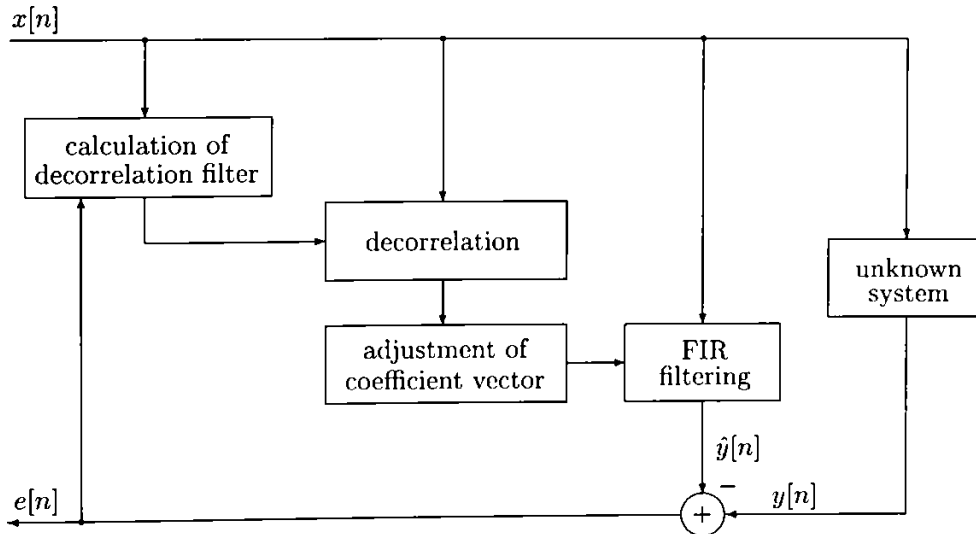 x[n]
calculation of
decorrelation filter
decorrelation
unknown
system
adjustment of
coefficient vector
FIR
filtering
ŷ[n]
−
e[n]
+
y[n]